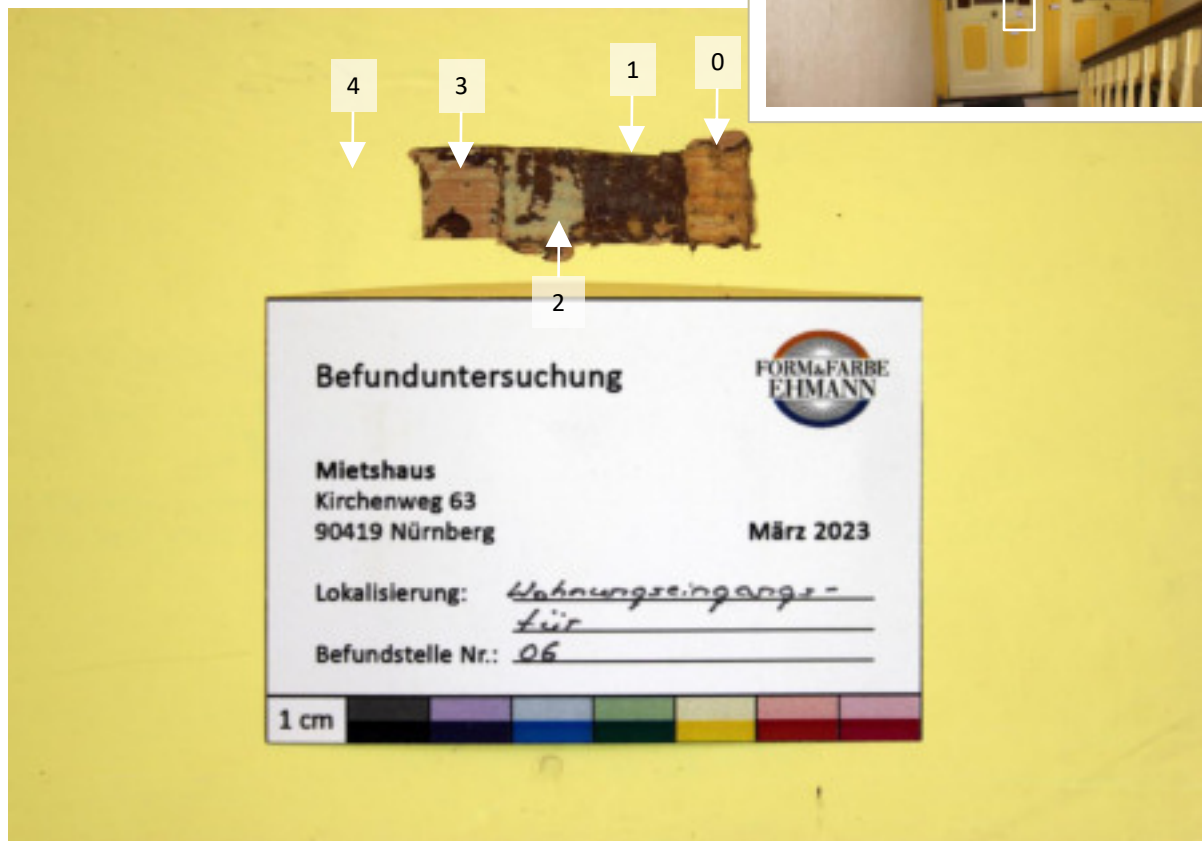 4
3
1
0
2
Befunduntersuchung
FORM&FARBE
EHMANN
Mietshaus
Kirchenweg 63
90419 Nürnberg
März 2023
Lokalisierung: Wohnungseingangs-
tür
Befundstelle Nr.: 06
1 cm